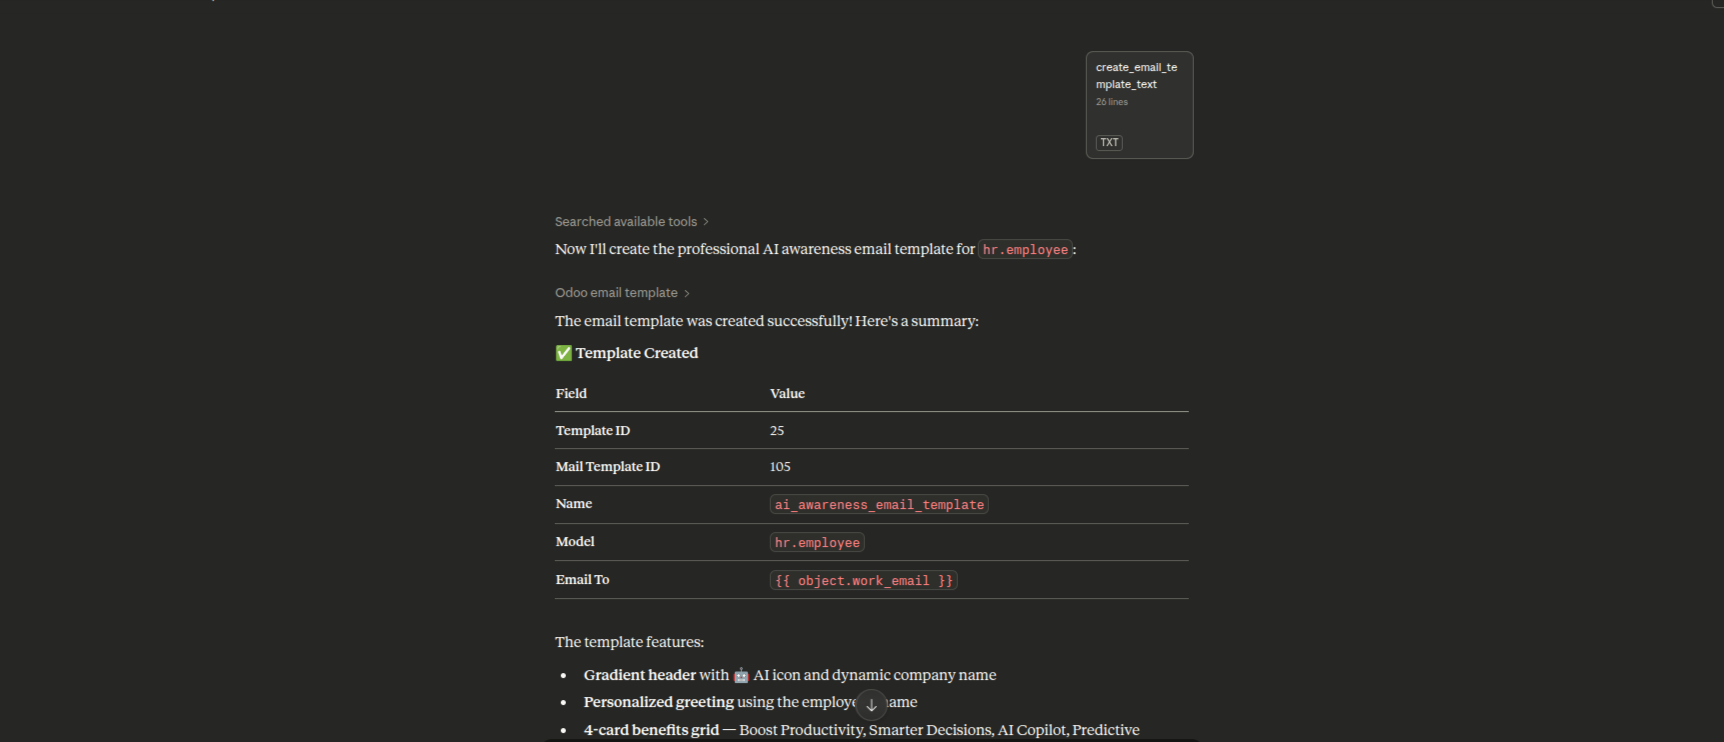 create_email_te
mplate_text
26 lines
TXT
Searched available tools >
Now I'll create the professional AI awareness email template for hr.employee:
Odoo email template >
The email template was created successfully! Here's a summary:
✅ Template Created
Field Value
Template ID 25
Mail Template ID 105
Name ai_awareness_email_template
Model hr.employee
Email To {{ object.work_email }}
The template features:
• Gradient header with 🤖 AI icon and dynamic company name
• Personalized greeting using the name
• 4-card benefits grid — Boost Productivity, Smarter Decisions, AI Copilot, Predictive